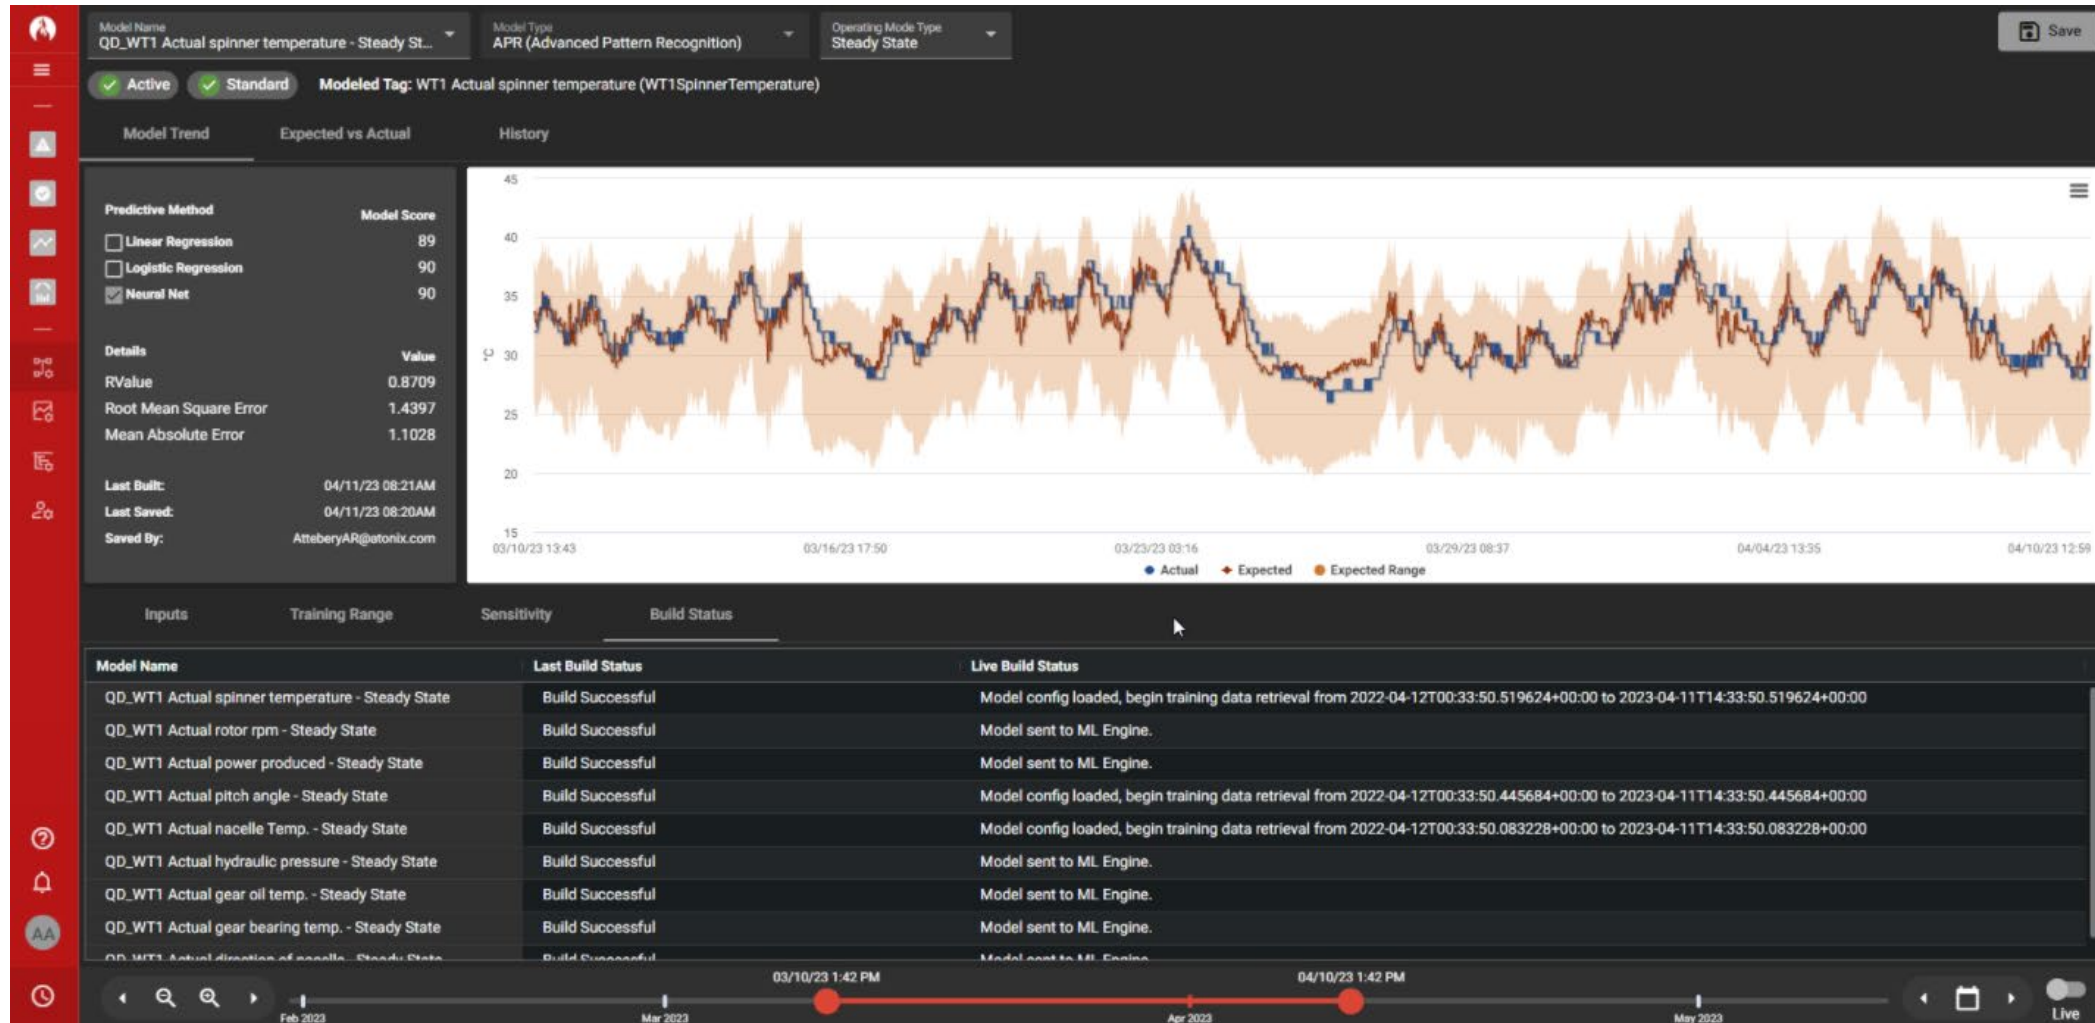 Model Name
QD_WT1 Actual spinner temperature - Steady St...
Model Type
APR (Advanced Pattern Recognition)
Operating Mode Type
Steady State
Save
Active
Standard
Modeled Tag: WT1 Actual spinner temperature (WT1SpinnerTemperature)
Model Trend
Expected vs Actual
History
Predictive Method Model Score
Linear Regression 89
Logistic Regression 90
Neural Net 90
Details Value
RValue 0.8709
Root Mean Square Error 1.4397
Mean Absolute Error 1.1028
Last Built: 04/11/23 08:21AM
Last Saved: 04/11/23 08:20AM
Saved By: AtteberyAR@atonix.com
45
40
35
30
25
20
15
°C
03/10/23 13:43
03/16/23 17:50
03/23/23 03:16
03/29/23 08:37
04/04/23 13:35
04/10/23 12:59
Actual
Expected
Expected Range
Inputs
Training Range
Sensitivity
Build Status
Model Name Last Build Status Live Build Status
QD_WT1 Actual spinner temperature - Steady State Build Successful Model config loaded, begin training data retrieval from 2022-04-12T00:33:50.519624+00:00 to 2023-04-11T14:33:50.519624+00:00
QD_WT1 Actual rotor rpm - Steady State Build Successful Model sent to ML Engine.
QD_WT1 Actual power produced - Steady State Build Successful Model sent to ML Engine.
QD_WT1 Actual pitch angle - Steady State Build Successful Model config loaded, begin training data retrieval from 2022-04-12T00:33:50.445684+00:00 to 2023-04-11T14:33:50.445684+00:00
QD_WT1 Actual nacelle Temp. - Steady State Build Successful Model config loaded, begin training data retrieval from 2022-04-12T00:33:50.083228+00:00 to 2023-04-11T14:33:50.083228+00:00
QD_WT1 Actual hydraulic pressure - Steady State Build Successful Model sent to ML Engine.
QD_WT1 Actual gear oil temp. - Steady State Build Successful Model sent to ML Engine.
QD_WT1 Actual gear bearing temp. - Steady State Build Successful Model sent to ML Engine.
QD_WT1 Actual direction of nacelle - Steady State Build Successful Model sent to ML Engine.
AA
03/10/23 1:42 PM
04/10/23 1:42 PM
Feb 2023
Mar 2023
Apr 2023
May 2023
Live